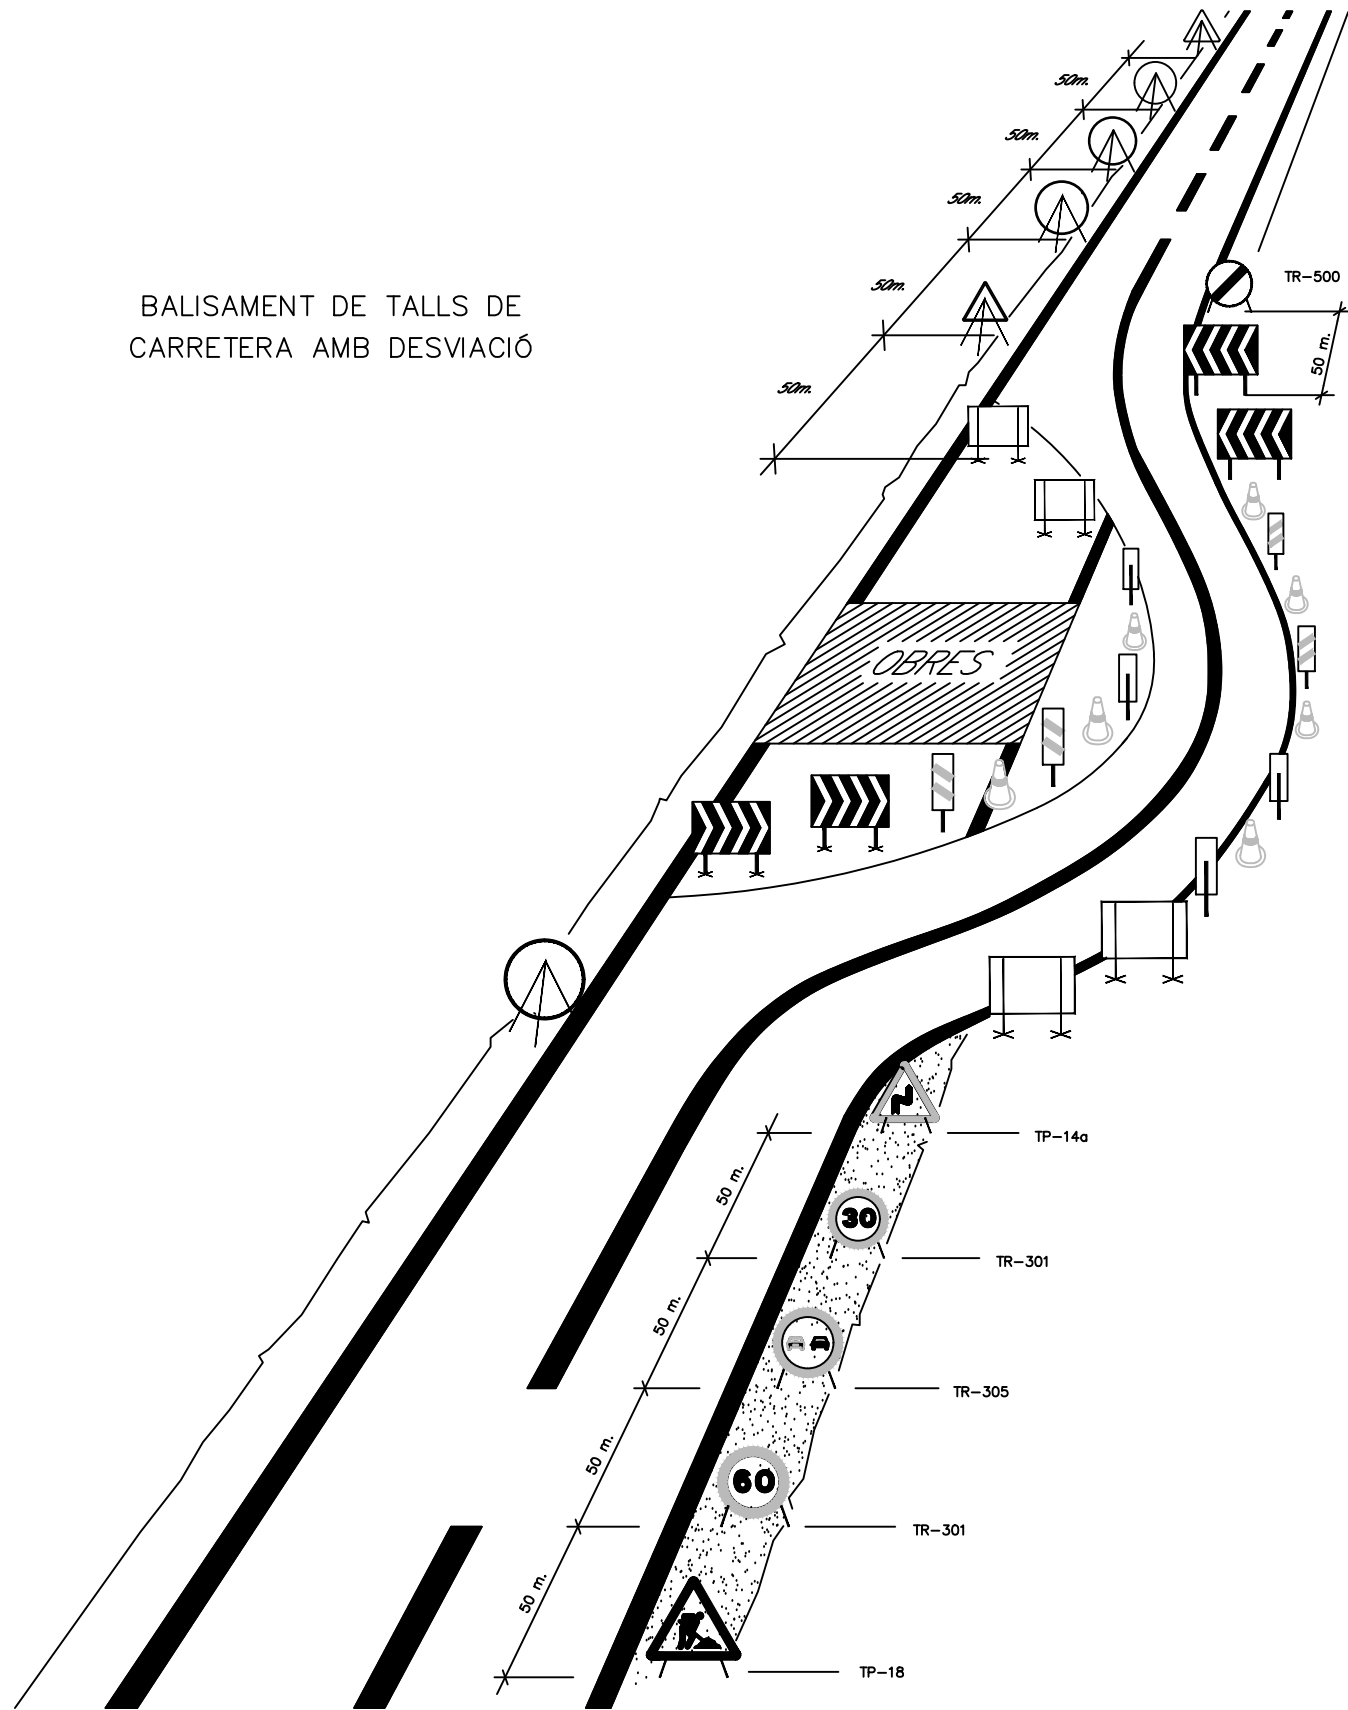 50m.
50m.
50m.
50m.
50m.
TR-500
50 m.
BALISAMENT DE TALLS DE
CARRETERA AMB DESVIACIÓ
OBRES
TP-14a
50 m.
30
TR-301
50 m.
TR-305
50 m.
60
TR-301
50 m.
TP-18